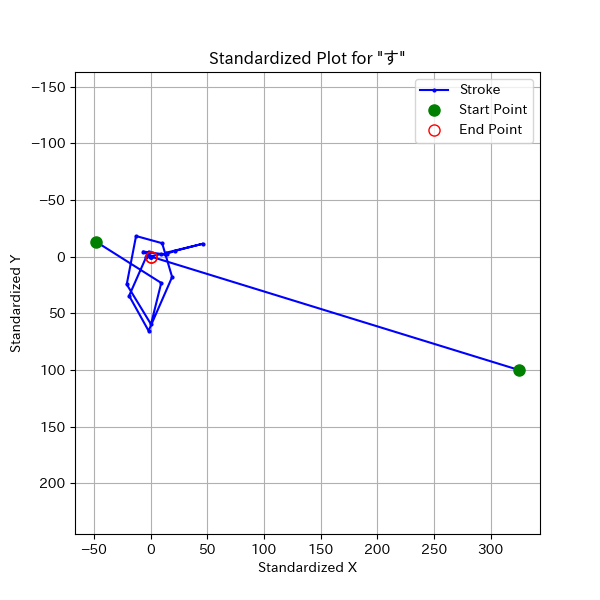 Standardized Plot for "す"
Stroke
Start Point
End Point
Standardized Y
−150
−100
−50
0
50
100
150
200
−50 0 50 100 150 200 250 300
Standardized X